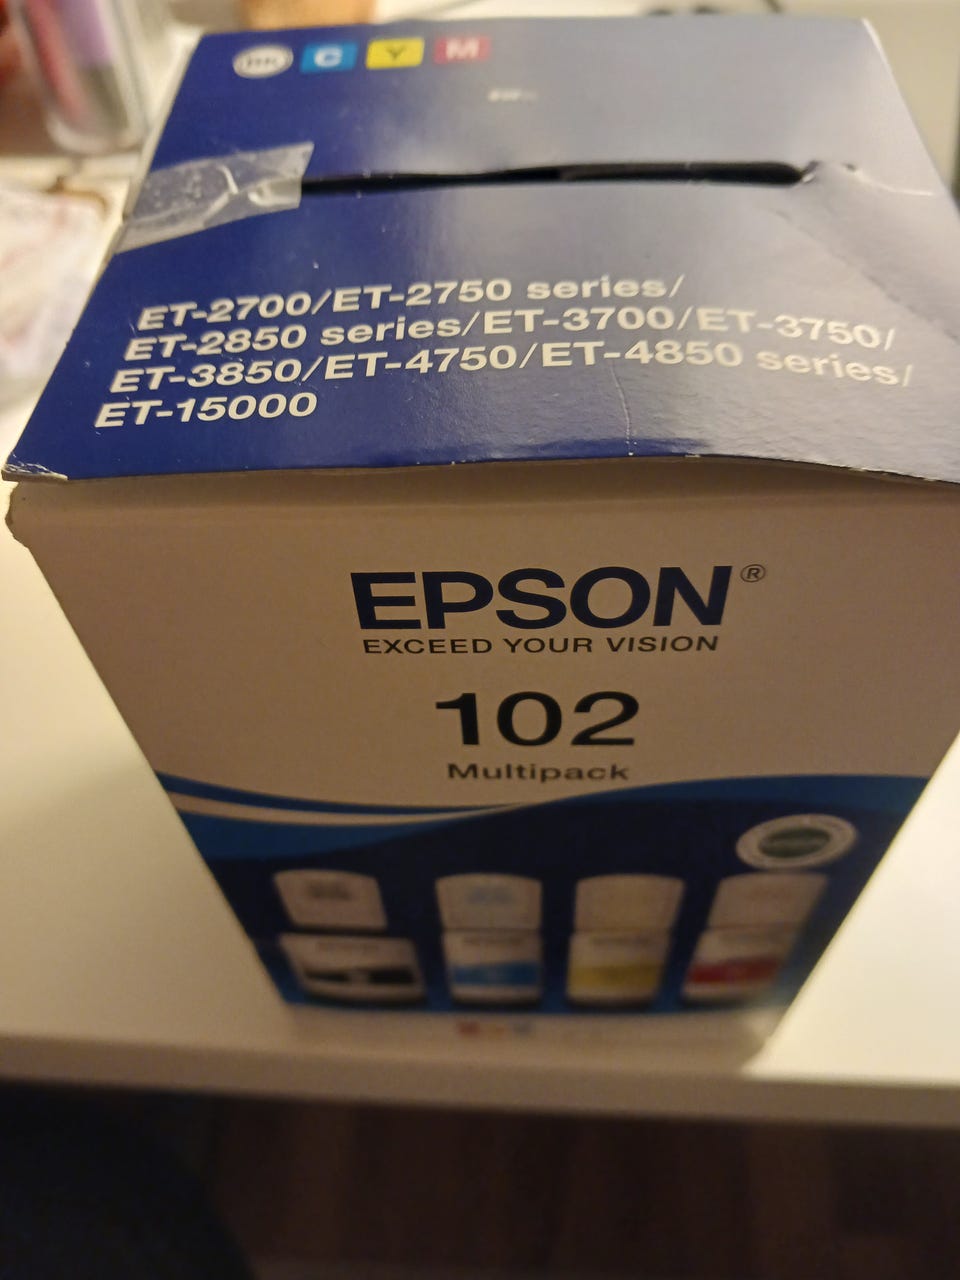 BK C Y M
ET-2700/ET-2750 series/
ET-2850 series/ET-3700/ET-3750/
ET-3850/ET-4750/ET-4850 series/
ET-15000
EPSON®
EXCEED YOUR VISION
102
Multipack